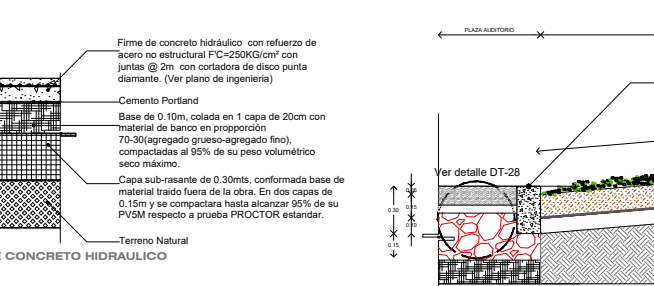 Firme de concreto hidráulico con refuerzo de
acero no estructural F'C=250KG/cm² con
juntas @ 2m con cortadora de disco punta
diamante. (Ver plano de ingenieria)
Cemento Portland
Base de 0.10m, colada en 1 capa de 20cm con
material de banco en propporción
70-30(agregado grueso-agregado fino),
compactadas al 95% de su peso volumétrico
seco máximo.
Capa sub-rasante de 0.30mts, conformada base de
material traido fuera de la obra. En dos capas de
0.15m y se compactara hasta alcanzar 95% de su
PV5M respecto a prueba PROCTOR estandar.
Terreno Natural
CONCRETO HIDRAULICO
PLAZA AUDITORIO
Ver detalle DT-28
0.30
0.15
0.15